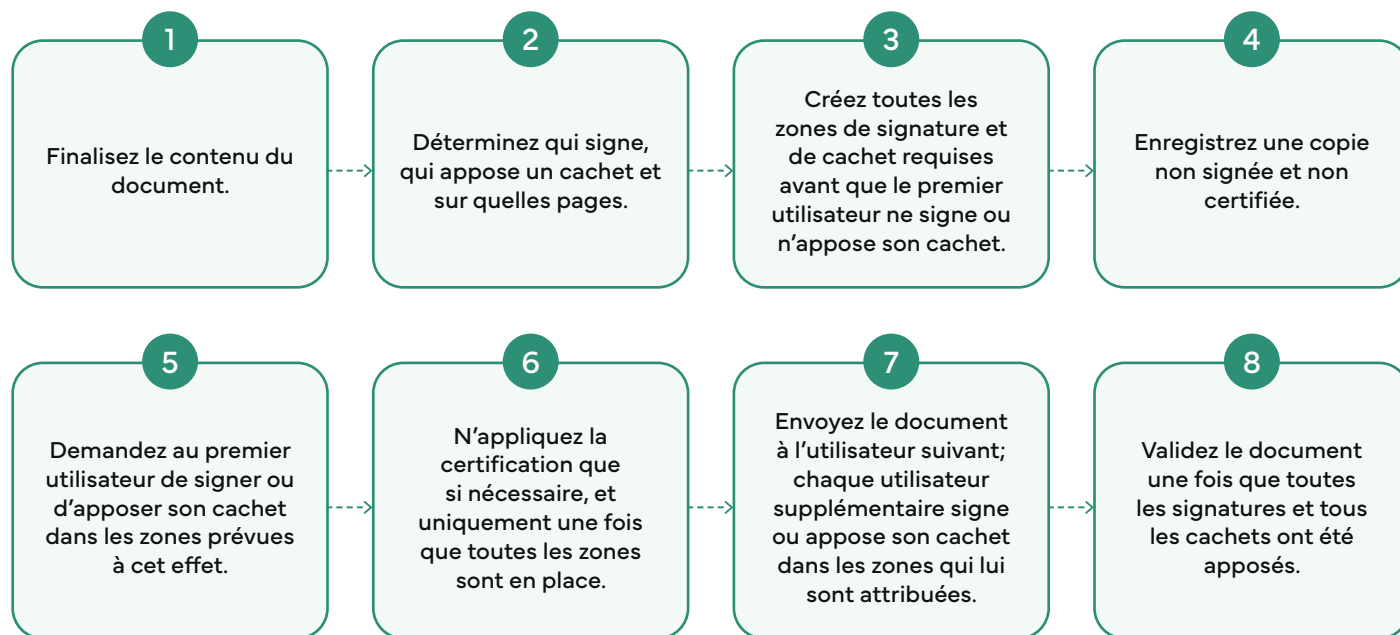 1
Finalisez le contenu du
document.
2
Déterminez qui signe,
qui appose un cachet et
sur quelles pages.
3
Créez toutes les
zones de signature et
de cachet requises
avant que le premier
utilisateur ne signe ou
n’appose son cachet.
4
Enregistrez une copie
non signée et non
certifiée.
5
Demandez au premier
utilisateur de signer ou
d’apposer son cachet
dans les zones prévues
à cet effet.
6
N’appliquez la
certification que
si nécessaire, et
uniquement une fois
que toutes les zones
sont en place.
7
Envoyez le document
à l’utilisateur suivant;
chaque utilisateur
supplémentaire signe
ou appose son cachet
dans les zones qui lui
sont attribuées.
8
Validez le document
une fois que toutes
les signatures et tous
les cachets ont été
apposés.